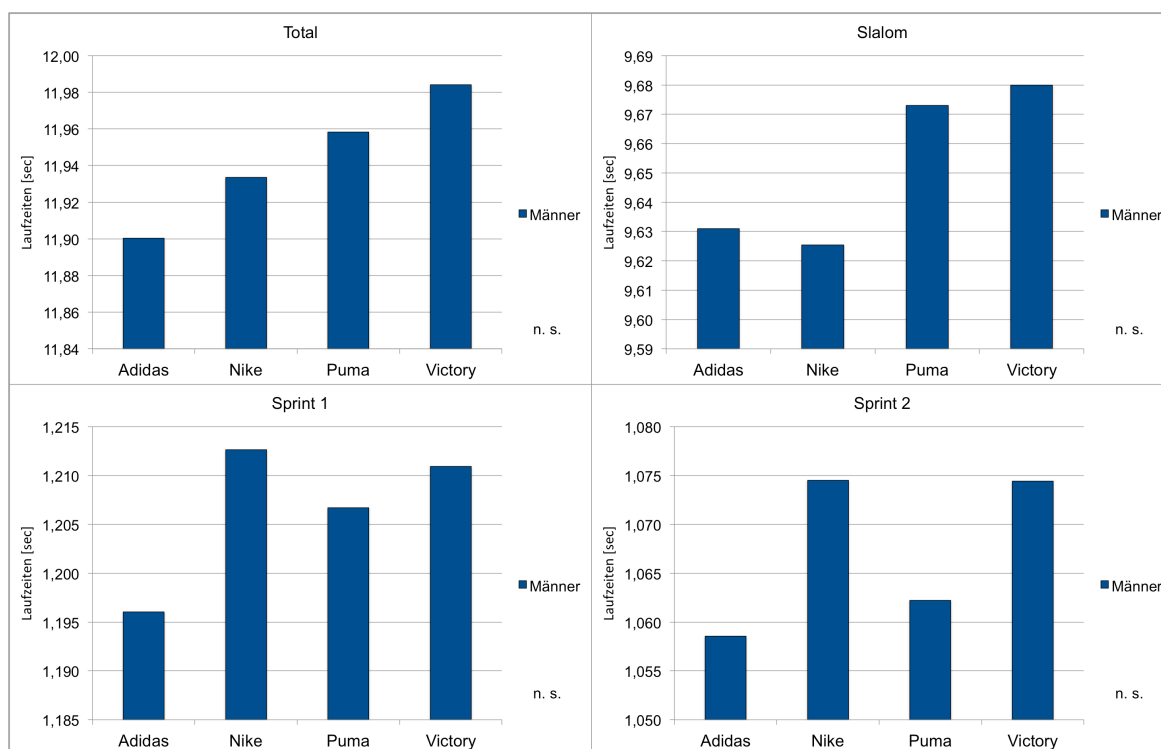 Total
12,00
11,98
11,96
11,94
11,92
11,90
11,88
11,86
11,84
Laufzeiten [sec]
Adidas Nike Puma Victory
Männer
n. s.
Slalom
9,69
9,68
9,67
9,66
9,65
9,64
9,63
9,62
9,61
9,60
9,59
Laufzeiten [sec]
Adidas Nike Puma Victory
Männer
n. s.
Sprint 1
1,215
1,210
1,205
1,200
1,195
1,190
1,185
Laufzeiten [sec]
Adidas Nike Puma Victory
Männer
n. s.
Sprint 2
1,080
1,075
1,070
1,065
1,060
1,055
1,050
Laufzeiten [sec]
Adidas Nike Puma Victory
Männer
n. s.